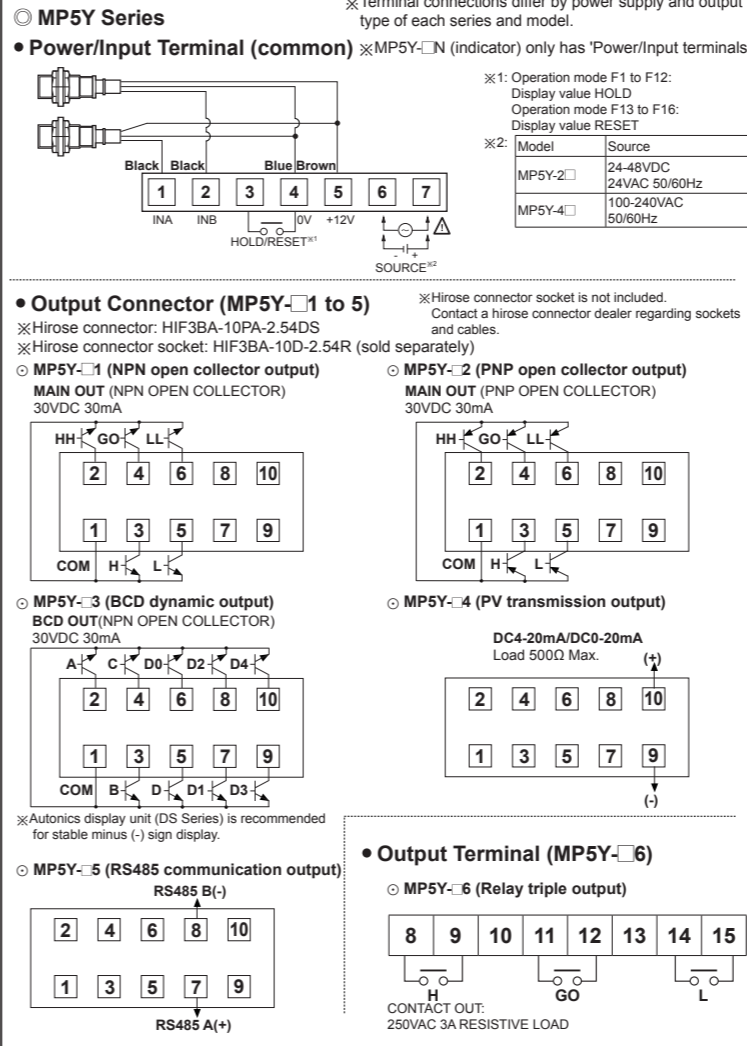 ※Terminal connections differ by power supply and output
type of each series and model.
◎ MP5Y Series
● Power/Input Terminal (common) ※MP5Y-□N (indicator) only has 'Power/Input terminals
※1: Operation mode F1 to F12:
Display value HOLD
Operation mode F13 to F16:
Display value RESET
※2:
Model Source
MP5Y-2□ 24-48VDC
24VAC 50/60Hz
MP5Y-4□ 100-240VAC
50/60Hz
Black Black Blue Brown
1 2 3 4 5 6 7
INA INB 0V +12V
HOLD/RESET※1
- +
SOURCE※2
● Output Connector (MP5Y-□1 to 5)
※Hirose connector socket is not included.
Contact a hirose connector dealer regarding sockets
and cables.
※Hirose connector: HIF3BA-10PA-2.54DS
※Hirose connector socket: HIF3BA-10D-2.54R (sold separately)
⊙ MP5Y-□1 (NPN open collector output)
MAIN OUT (NPN OPEN COLLECTOR)
30VDC 30mA
HH GO LL
2 4 6 8 10
1 3 5 7 9
COM H L
⊙ MP5Y-□2 (PNP open collector output)
MAIN OUT (PNP OPEN COLLECTOR)
30VDC 30mA
HH GO LL
2 4 6 8 10
1 3 5 7 9
COM H L
⊙ MP5Y-□3 (BCD dynamic output)
BCD OUT(NPN OPEN COLLECTOR)
30VDC 30mA
A C D0 D2 D4
2 4 6 8 10
1 3 5 7 9
COM B D D1 D3
※Autonics display unit (DS Series) is recommended
for stable minus (-) sign display.
⊙ MP5Y-□4 (PV transmission output)
DC4-20mA/DC0-20mA
Load 500Ω Max.
(+)
2 4 6 8 10
1 3 5 7 9
(-)
⊙ MP5Y-□5 (RS485 communication output)
RS485 B(-)
2 4 6 8 10
1 3 5 7 9
RS485 A(+)
● Output Terminal (MP5Y-□6)
⊙ MP5Y-□6 (Relay triple output)
8 9 10 11 12 13 14 15
H GO L
CONTACT OUT:
250VAC 3A RESISTIVE LOAD